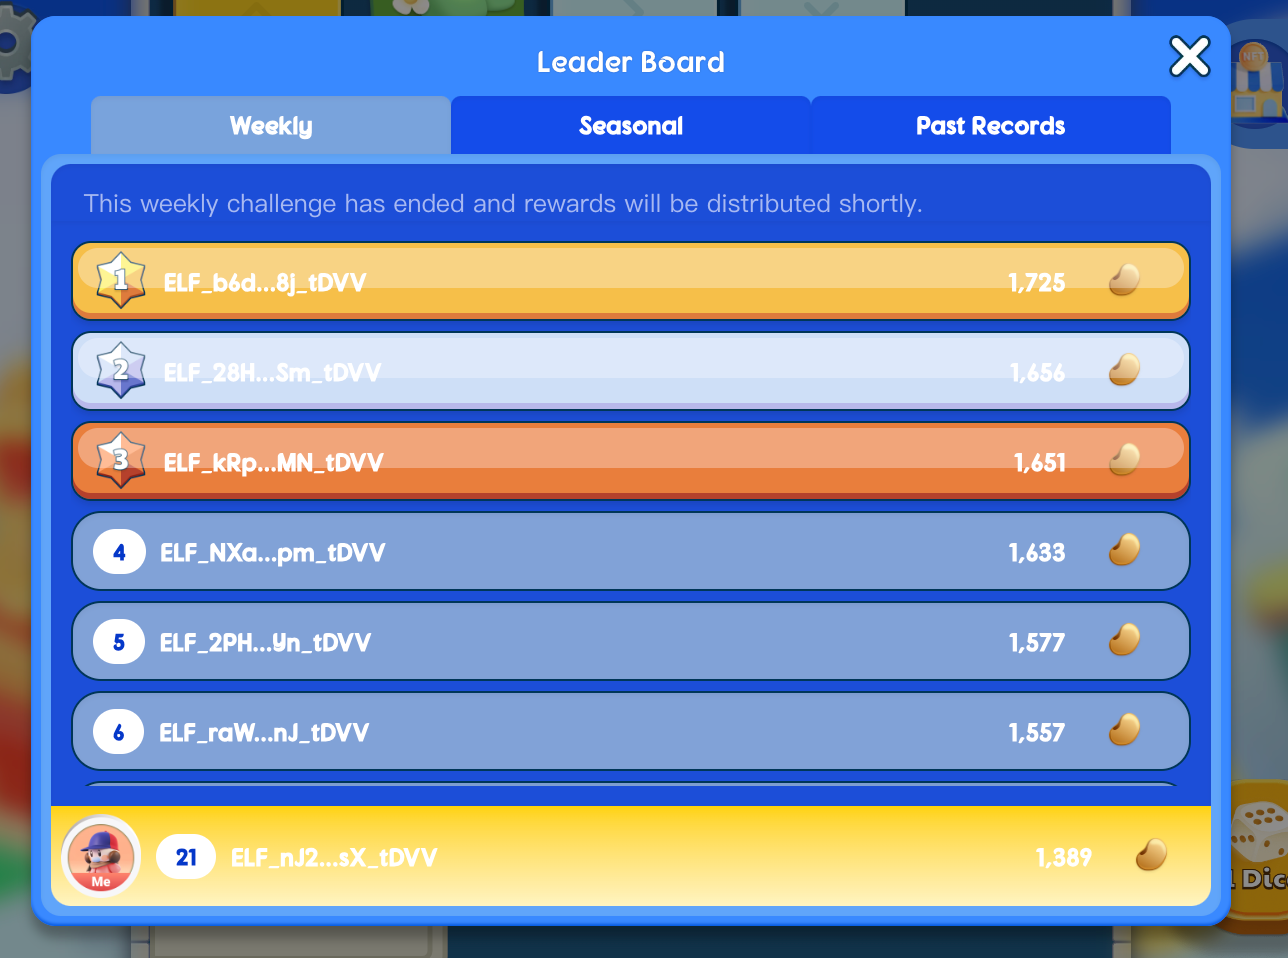 Leader Board
Weekly
Seasonal
Past Records
This weekly challenge has ended and rewards will be distributed shortly.
1 ELF_b6d...8j_tDVV 1,725
2 ELF_28H...Sm_tDVV 1,656
3 ELF_kRp...MN_tDVV 1,651
4 ELF_NXa...pm_tDVV 1,633
5 ELF_2PH...Yn_tDVV 1,577
6 ELF_raW...nJ_tDVV 1,557
Me 21 ELF_nJ2...sX_tDVV 1,389
NFT
Dice